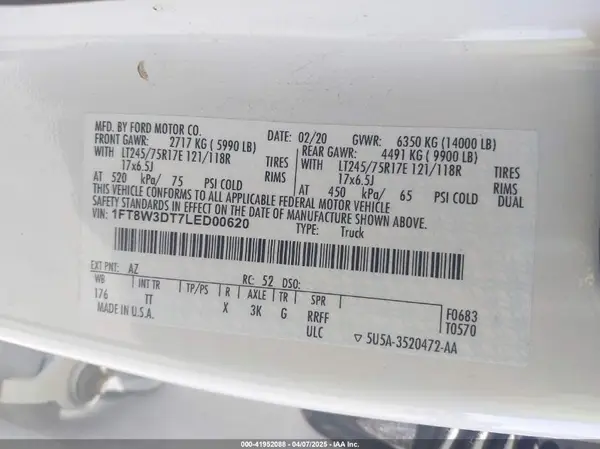 MFD. BY FORD MOTOR CO. 02/20 GVWR: 6350 KG (14000 LB)
FRONT GAWR: 2717 KG (5990 LB) REAR GAWR: 4491 KG (9900 LB)
WITH LT245/75R17E 121/118R TIRES WITH LT245/75R17E 121/118R TIRES
17x6.5J RIMS 17x6.5J RIMS
AT 520 kPa/ 75 PSI COLD AT 450 kPa/ 65 PSI COLD DUAL
THIS VEHICLE CONFORMS TO ALL APPLICABLE FEDERAL MOTOR VEHICLE
SAFETY STANDARDS IN EFFECT ON THE DATE OF MANUFACTURE SHOWN ABOVE.
VIN: 1FT8W3DT7LED00620 TYPE: Truck
EXT PNT: AZ RC: 52 DSO:
WB INT TR TP/PS R AXLE TR SPR F0683
176 TT X 3K G RRFF T0570
MADE IN U.S.A. ULC ▽ 5U5A-3520472-AA
000-41952088 - 04/07/2025 - IAAI.COM